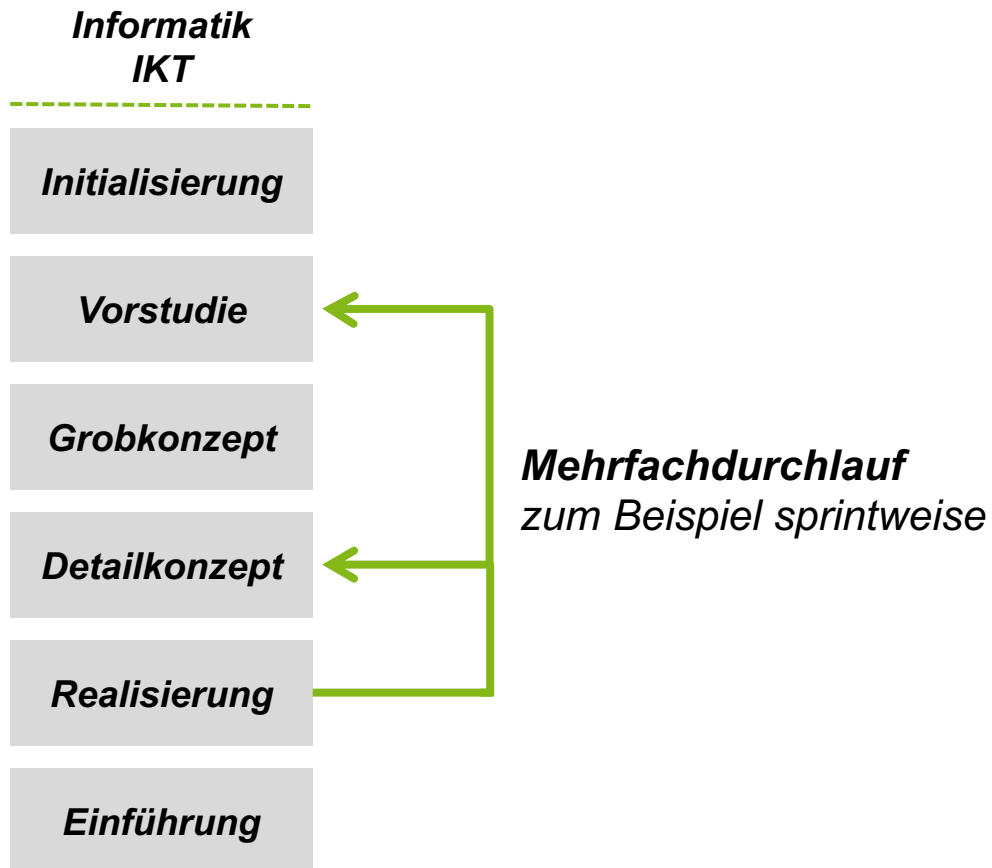 Informatik
IKT
Initialisierung
Vorstudie
Grobkonzept
Mehrfachdurchlauf
zum Beispiel sprintweise
Detailkonzept
Realisierung
Einführung